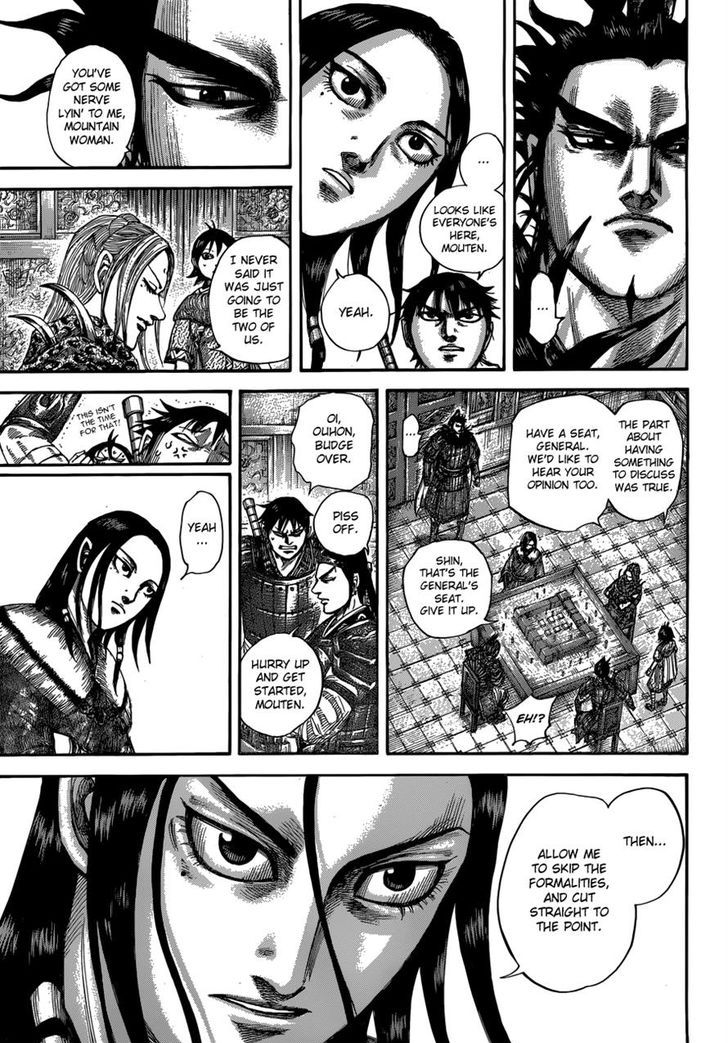 ...
...
LOOKS LIKE
EVERYONE'S
HERE,
MOUTEN.
YEAH.
YOU'VE
GOT SOME
NERVE
LYIN' TO ME,
MOUNTAIN
WOMAN.
I NEVER
SAID IT
WAS JUST
GOING TO
BE THE
TWO OF
US.
THE PART
ABOUT
HAVING
SOMETHING
TO DISCUSS
WAS TRUE.
HAVE A SEAT,
GENERAL.
WE'D LIKE TO
HEAR YOUR
OPINION TOO.
...
SHIN,
THAT'S THE
GENERAL'S
SEAT.
GIVE IT UP.
EH!?
OI,
OUHON,
BUDGE
OVER.
PISS
OFF.
HURRY UP
AND GET
STARTED,
MOUTEN.
THIS ISN'T
THE TIME
FOR THAT!
YEAH
...
THEN...
ALLOW ME
TO SKIP THE
FORMALITIES,
AND CUT
STRAIGHT TO
THE POINT.